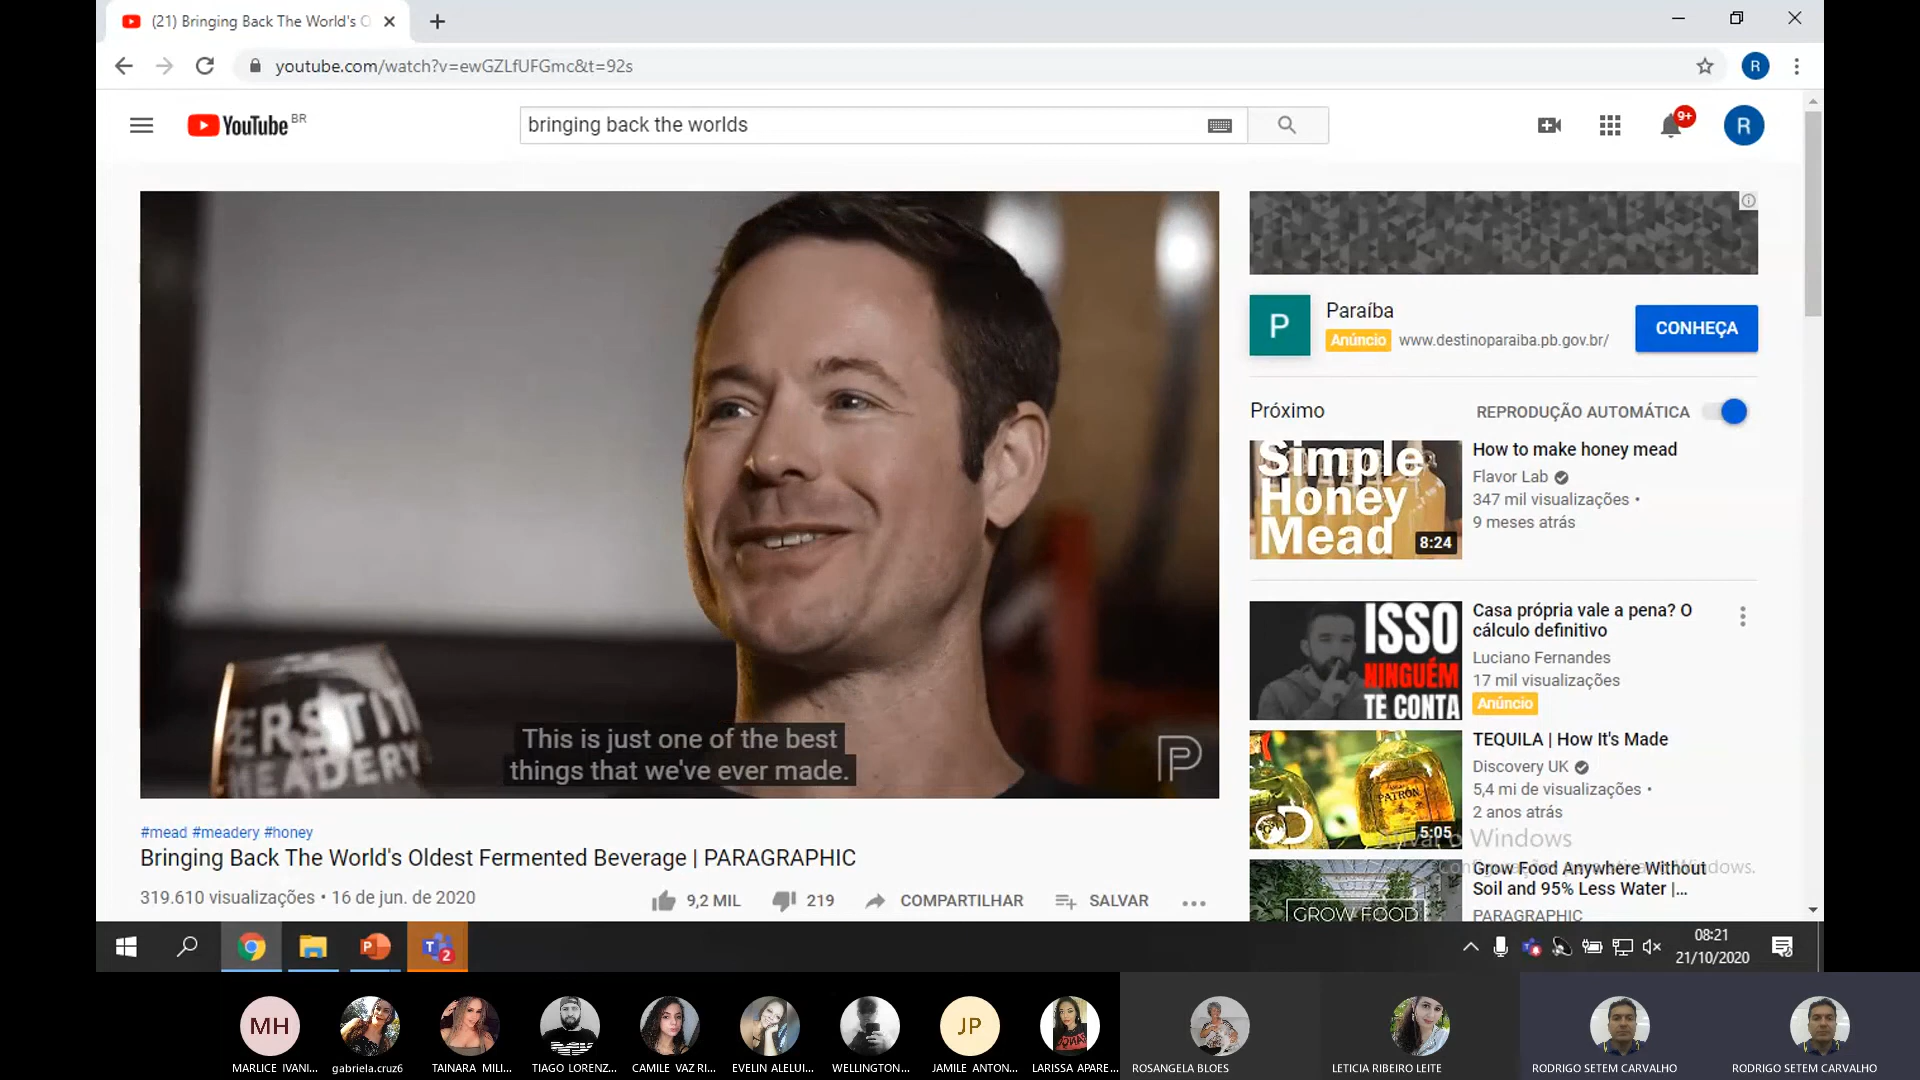 (21) Bringing Back The World's O
youtube.com/watch?v=ewGZLfUFGmc&t=92s
R
YouTube BR
bringing back the worlds
9+
R
ERSTI
MEADERY
This is just one of the best
things that we've ever made.
P
#mead #meadery #honey
Bringing Back The World's Oldest Fermented Beverage | PARAGRAPHIC
319.610 visualizações • 16 de jun. de 2020
9,2 MIL
219
COMPARTILHAR
SALVAR
P
Paraíba
Anúncio www.destinoparaiba.pb.gov.br/
CONHEÇA
Próximo
REPRODUÇÃO AUTOMÁTICA
Simple
Honey
Mead
8:24
How to make honey mead
Flavor Lab
347 mil visualizações •
9 meses atrás
ISSO
NINGUÉM
TE CONTA
Casa própria vale a pena? O
cálculo definitivo
Luciano Fernandes
17 mil visualizações
Anúncio
PATRÓN
5:05
TEQUILA | How It's Made
Discovery UK
5,4 mi de visualizações •
2 anos atrás
Windows
GROW FOOD
Grow Food Anywhere Without
Soil and 95% Less Water |...
PARAGRAPHIC
2
08:21
21/10/2020
MH
JP
MARLICE IVANI...
gabriela.cruz6
TAINARA MILI...
TIAGO LORENZ...
CAMILE VAZ RI...
EVELIN ALELUI...
WELLINGTON...
JAMILE ANTON...
LARISSA APARE...
ROSANGELA BLOES
LETICIA RIBEIRO LEITE
RODRIGO SETEM CARVALHO
RODRIGO SETEM CARVALHO